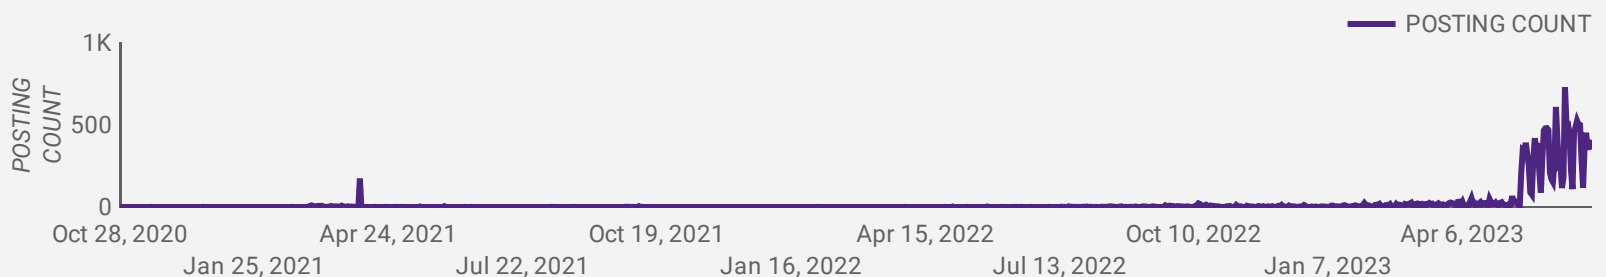 POSTING COUNT
1K
500
0
POSTING
COUNT
Oct 28, 2020
Apr 24, 2021
Oct 19, 2021
Apr 15, 2022
Oct 10, 2022
Apr 6, 2023
Jan 25, 2021
Jul 22, 2021
Jan 16, 2022
Jul 13, 2022
Jan 7, 2023